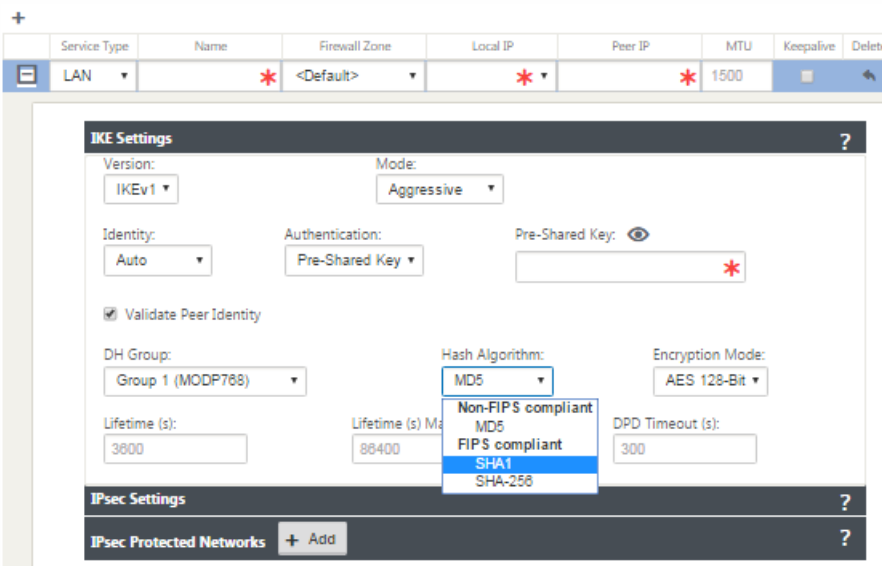 +
Service Type Name Firewall Zone Local IP Peer IP MTU Keepalive Delet
LAN * <Default> * * 1500
IKE Settings ?
Version: Mode:
IKEv1 Aggressive
Identity: Authentication: Pre-Shared Key:
Auto Pre-Shared Key *
Validate Peer Identity
DH Group: Hash Algorithm: Encryption Mode:
Group 1 (MODP768) MD5 AES 128-Bit
Non-FIPS compliant
MD5
Lifetime (s): Lifetime (s) Ma DPD Timeout (s):
FIPS compliant
3600 86400 300
SHA1
SHA-256
IPsec Settings ?
IPsec Protected Networks + Add ?